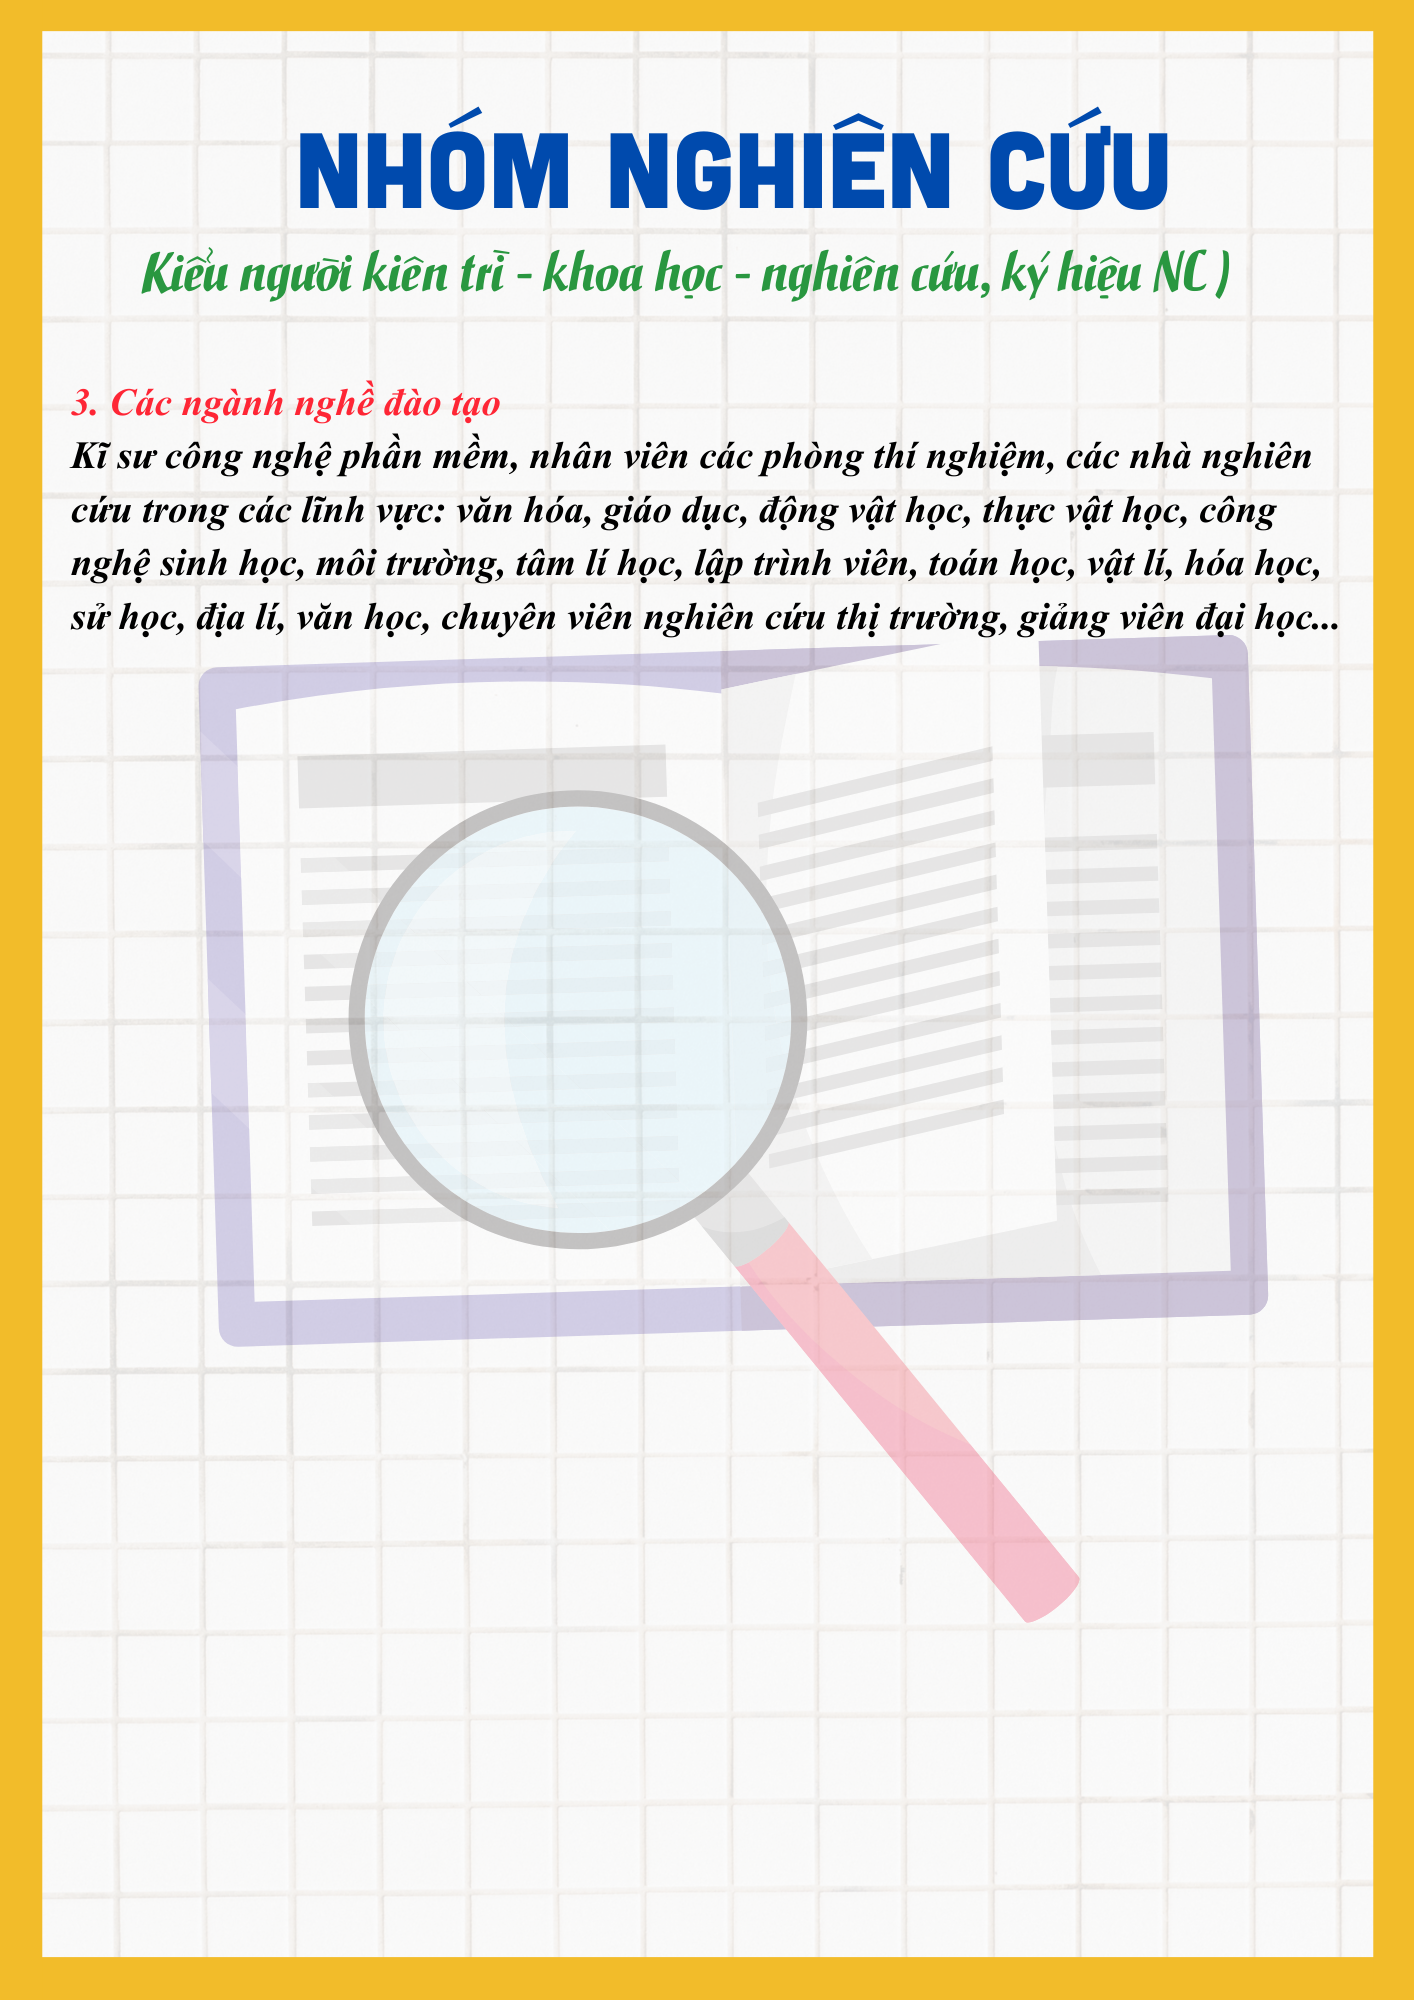 NHÓM NGHIÊN CỨU
Kiểu người kiên trì - khoa học - nghiên cứu, ký hiệu NC )
3. Các ngành nghề đào tạo
Kĩ sư công nghệ phần mềm, nhân viên các phòng thí nghiệm, các nhà nghiên
cứu trong các lĩnh vực: văn hóa, giáo dục, động vật học, thực vật học, công
nghệ sinh học, môi trường, tâm lí học, lập trình viên, toán học, vật lí, hóa học,
sử học, địa lí, văn học, chuyên viên nghiên cứu thị trường, giảng viên đại học...